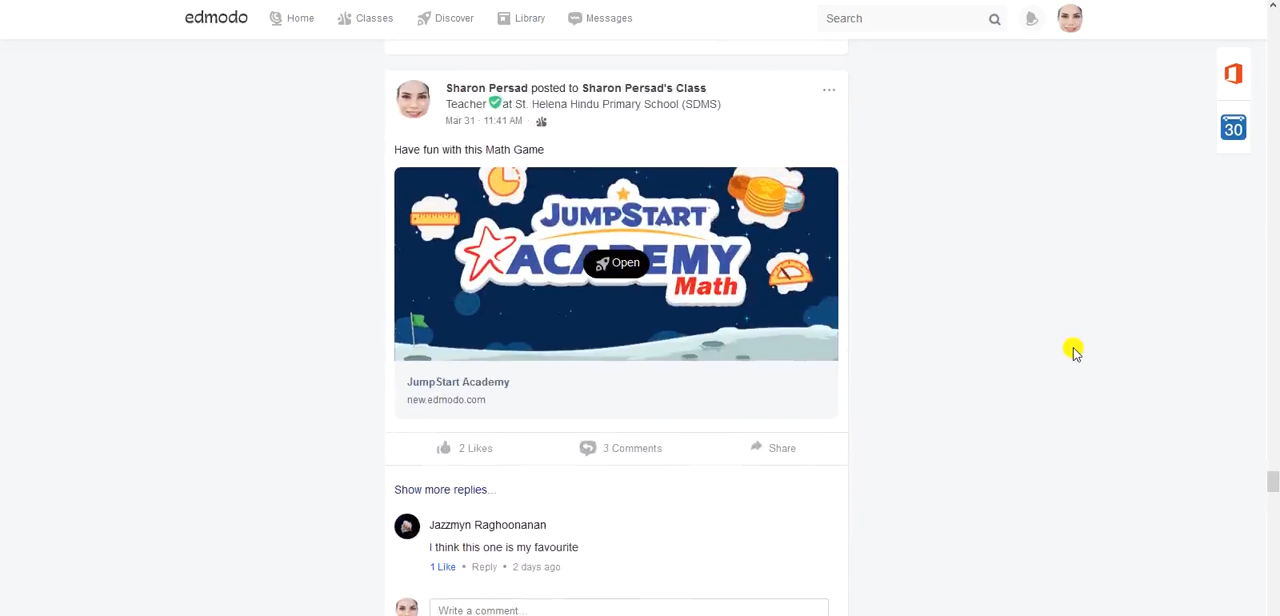 edmodo Home Classes Discover Library Messages Search
Sharon Persad posted to Sharon Persad's Class
Teacher at St. Helena Hindu Primary School (SDMS)
Mar 31 · 11:41 AM ·
Have fun with this Math Game
JUMPSTART
ACADEMY
Math
Open
JumpStart Academy
new.edmodo.com
2 Likes 3 Comments Share
Show more replies...
Jazzmyn Raghoonanan
I think this one is my favourite
1 Like • Reply • 2 days ago
Write a comment...
30